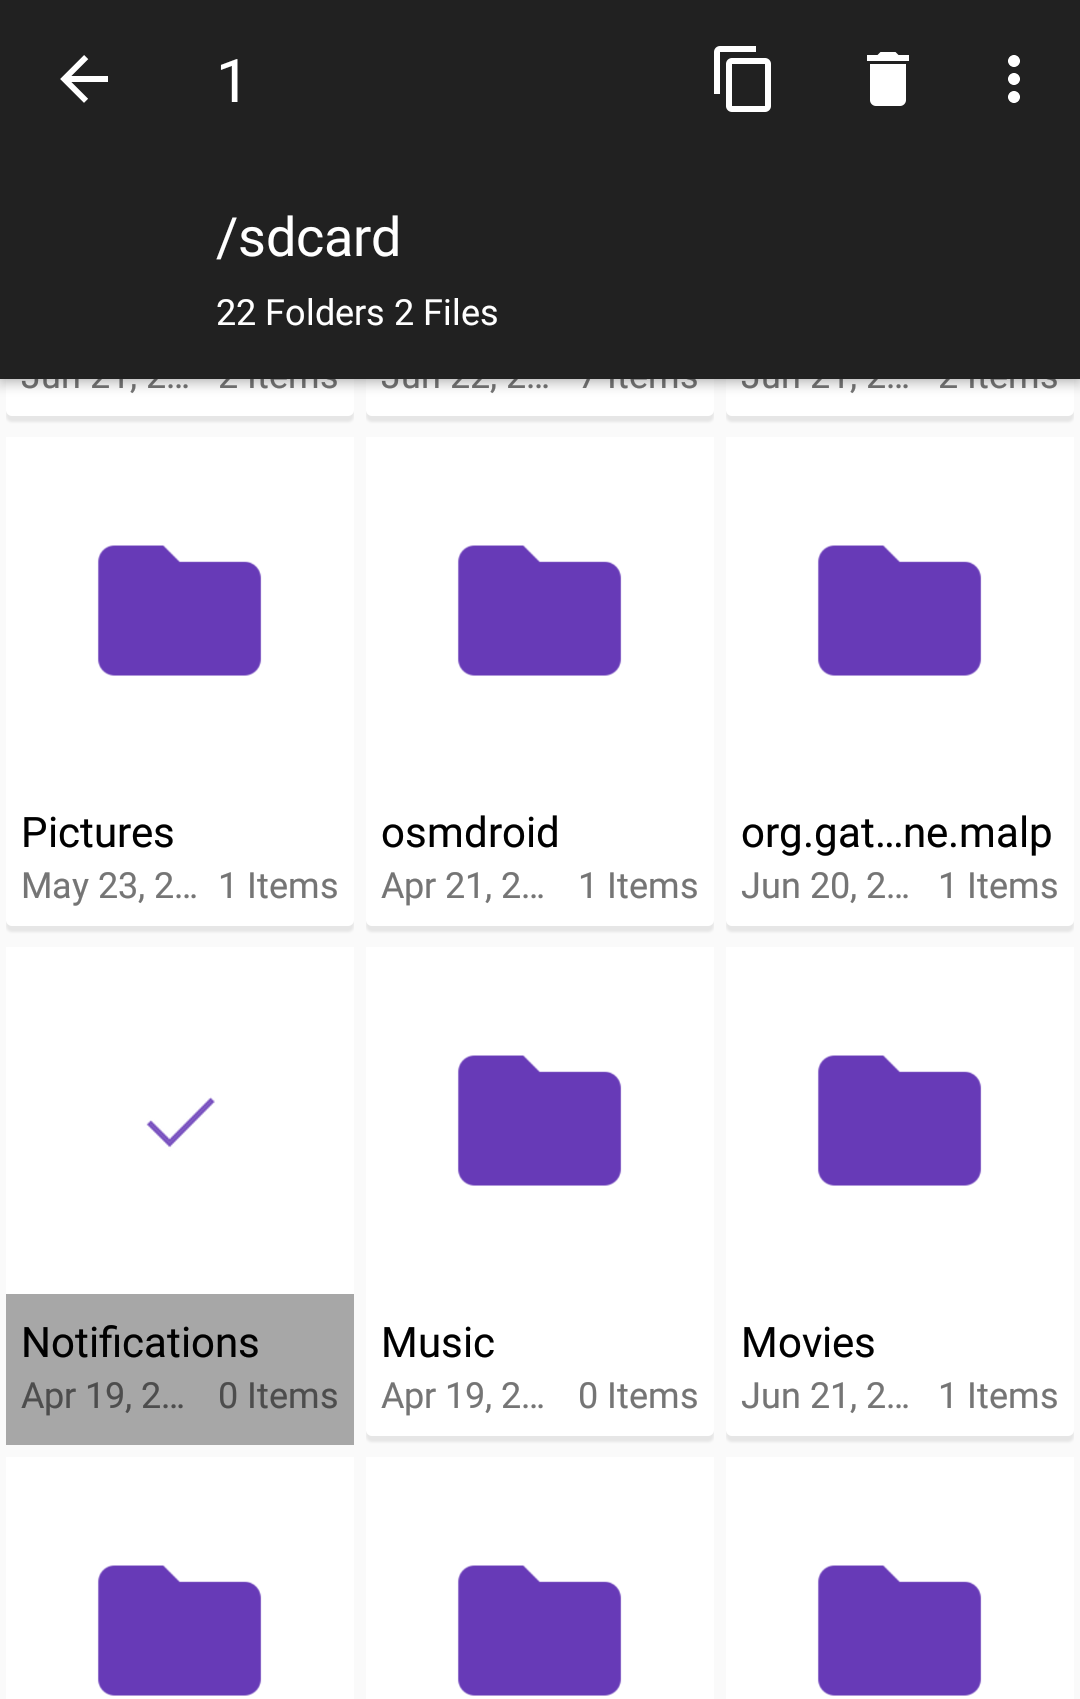 1
/sdcard
22 Folders 2 Files
Jun 21, 2... 2 Items
Jun 22, 2... 7 Items
Jun 21, 2... 2 Items
Pictures
May 23, 2... 1 Items
osmdroid
Apr 21, 2... 1 Items
org.gat...ne.malp
Jun 20, 2... 1 Items
Notifications
Apr 19, 2... 0 Items
Music
Apr 19, 2... 0 Items
Movies
Jun 21, 2... 1 Items